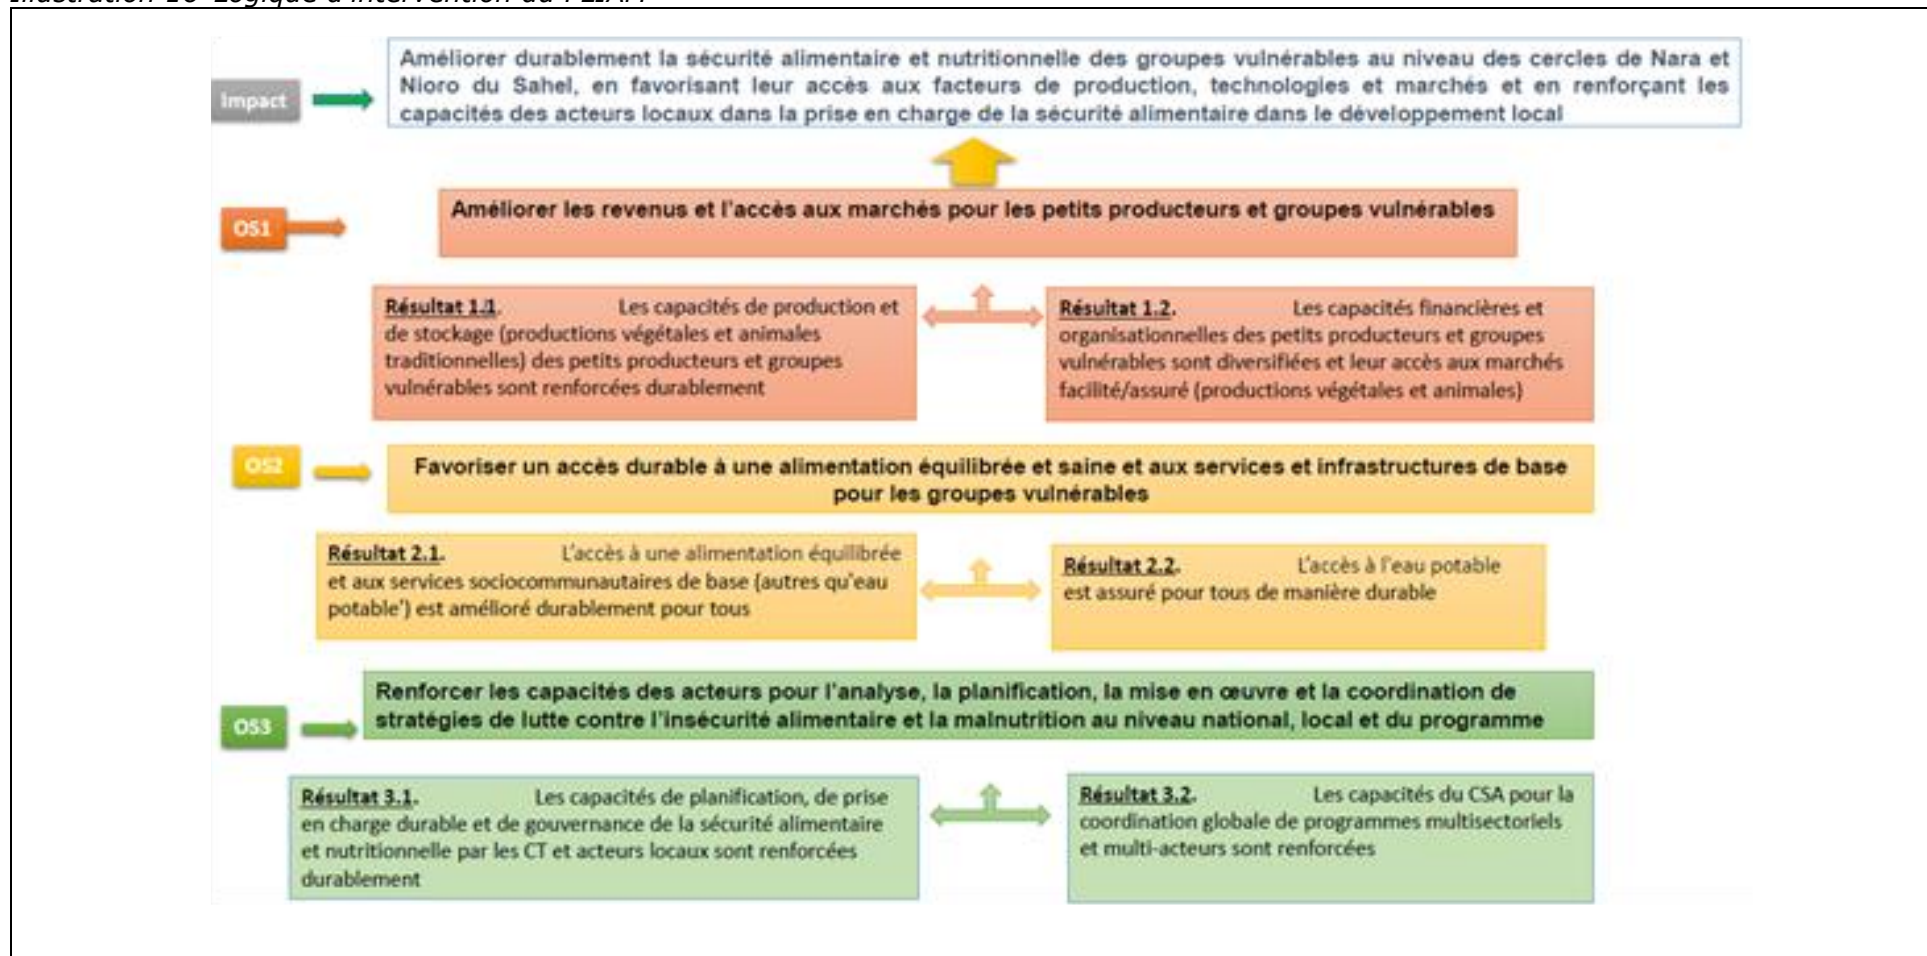 Impact
Améliorer durablement la sécurité alimentaire et nutritionnelle des groupes vulnérables au niveau des cercles de Nara et
Nioro du Sahel, en favorisant leur accès aux facteurs de production, technologies et marchés et en renforçant les
capacités des acteurs locaux dans la prise en charge de la sécurité alimentaire dans le développement local
OS1
Améliorer les revenus et l'accès aux marchés pour les petits producteurs et groupes vulnérables
Résultat 1.1. Les capacités de production et
de stockage (productions végétales et animales
traditionnelles) des petits producteurs et groupes
vulnérables sont renforcées durablement
Résultat 1.2. Les capacités financières et
organisationnelles des petits producteurs et groupes
vulnérables sont diversifiées et leur accès aux marchés
facilité/assuré (productions végétales et animales)
OS2
Favoriser un accès durable à une alimentation équilibrée et saine et aux services et infrastructures de base
pour les groupes vulnérables
Résultat 2.1. L'accès à une alimentation équilibrée
et aux services sociocommunautaires de base (autres qu'eau
potable') est amélioré durablement pour tous
Résultat 2.2. L'accès à l'eau potable
est assuré pour tous de manière durable
OS3
Renforcer les capacités des acteurs pour l'analyse, la planification, la mise en œuvre et la coordination de
stratégies de lutte contre l'insécurité alimentaire et la malnutrition au niveau national, local et du programme
Résultat 3.1. Les capacités de planification, de prise
en charge durable et de gouvernance de la sécurité alimentaire
et nutritionnelle par les CT et acteurs locaux sont renforcées
durablement
Résultat 3.2. Les capacités du CSA pour la
coordination globale de programmes multisectoriels
et multi-acteurs sont renforcées